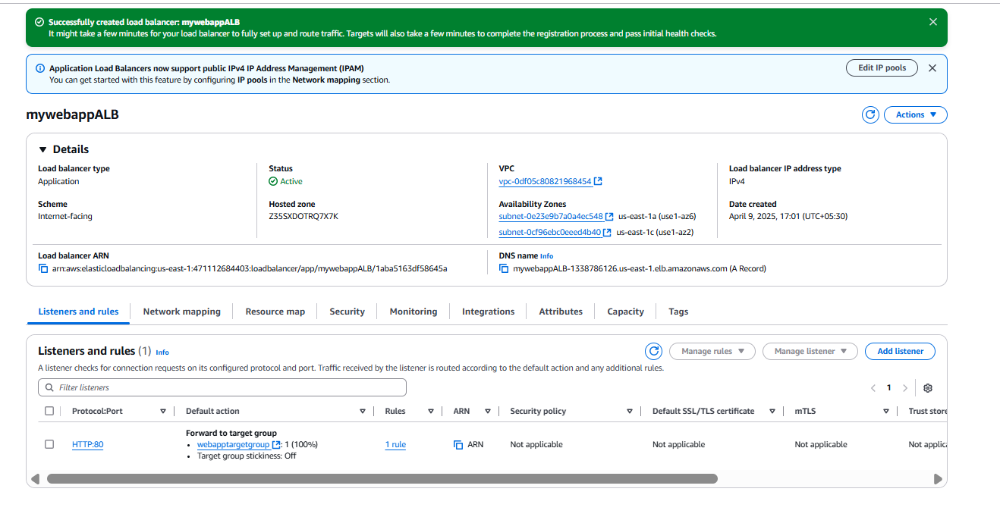 Successfully created load balancer: mywebappALB
It might take a few minutes for your load balancer to fully set up and route traffic. Targets will also take a few minutes to complete the registration process and pass initial health checks.
Application Load Balancers now support public IPv4 IP Address Management (IPAM)
You can get started with this feature by configuring IP pools in the Network mapping section.
Edit IP pools
mywebappALB
Actions
Details
Load balancer type
Application
Status
Active
VPC
vpc-0df05c80821968454
Load balancer IP address type
IPv4
Scheme
Internet-facing
Hosted zone
Z35SXDOTRQ7X7K
Availability Zones
subnet-0e23e9b7a0a4ec548 us-east-1a (use1-az6)
subnet-0cf96ebc0eeed4b40 us-east-1c (use1-az2)
Date created
April 9, 2025, 17:01 (UTC+05:30)
Load balancer ARN
arn:aws:elasticloadbalancing:us-east-1:471112684403:loadbalancer/app/mywebappALB/1aba5163df58645a
DNS name Info
mywebappALB-1338786126.us-east-1.elb.amazonaws.com (A Record)
Listeners and rules Network mapping Resource map Security Monitoring Integrations Attributes Capacity Tags
Listeners and rules (1) Info
Manage rules Manage listener Add listener
A listener checks for connection requests on its configured protocol and port. Traffic received by the listener is routed according to the default action and any additional rules.
Filter listeners
1
Protocol:Port Default action Rules ARN Security policy Default SSL/TLS certificate mTLS Trust store
HTTP:80
Forward to target group
• webapptargetgroup : 1 (100%)
• Target group stickiness: Off
1 rule ARN Not applicable Not applicable Not applicable Not applica